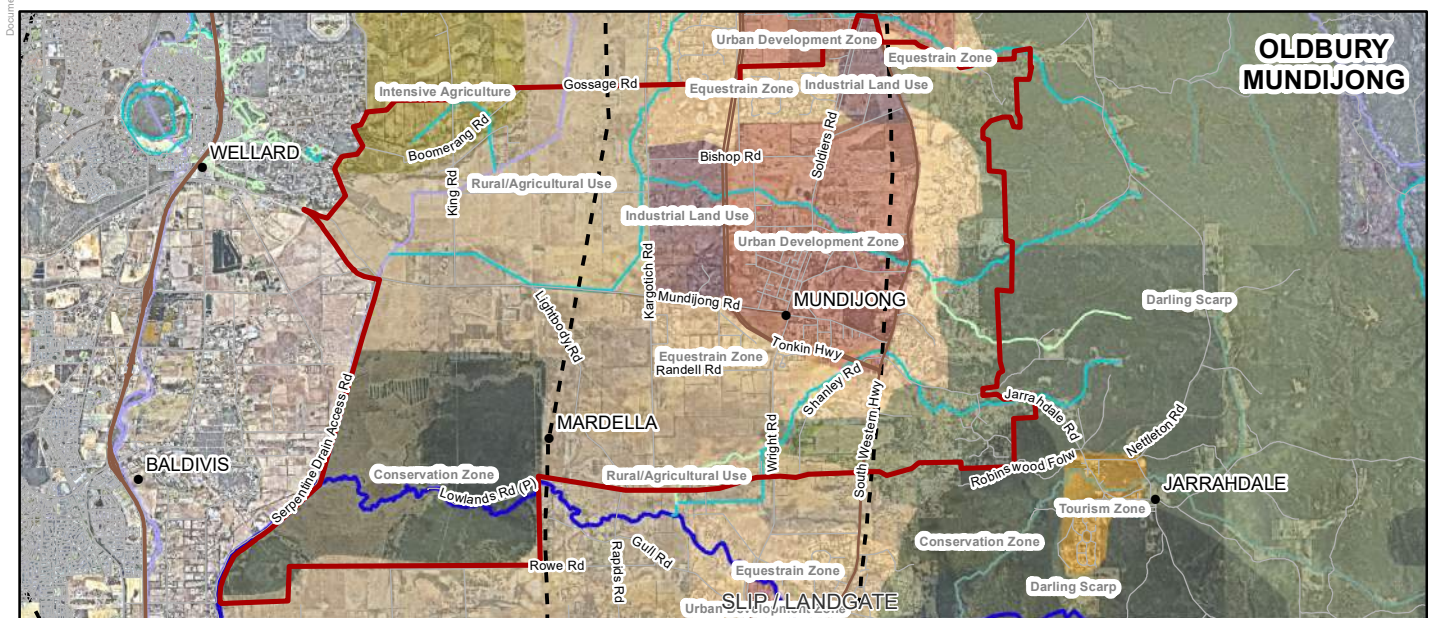 Docume
OLDBURY
MUNDIJONG
Urban Development Zone
Equestrain Zone
Intensive Agriculture
Gossage Rd
Equestrain Zone
Industrial Land Use
Boomerang Rd
Soldiers Rd
WELLARD
Bishop Rd
King Rd
Rural/Agricultural Use
Industrial Land Use
Urban Development Zone
Kargotich Rd
Mundijong Rd
MUNDIJONG
Darling Scarp
Lightbody Rd
Tonkin Hwy
Equestrain Zone
Randell Rd
Shanley Rd
Serpentine Drain Access Rd
MARDELLA
Wright Rd
South Western Hwy
Jarrahdale Rd
Nettleton Rd
BALDIVIS
Conservation Zone
Rural/Agricultural Use
Robinswood Folw
Lowlands Rd (P)
JARRAHDALE
Tourism Zone
Conservation Zone
Gull Rd
Rowe Rd
Rapids Rd
Equestrain Zone
Darling Scarp
Urban Development Zone
SLIP / LANDGATE